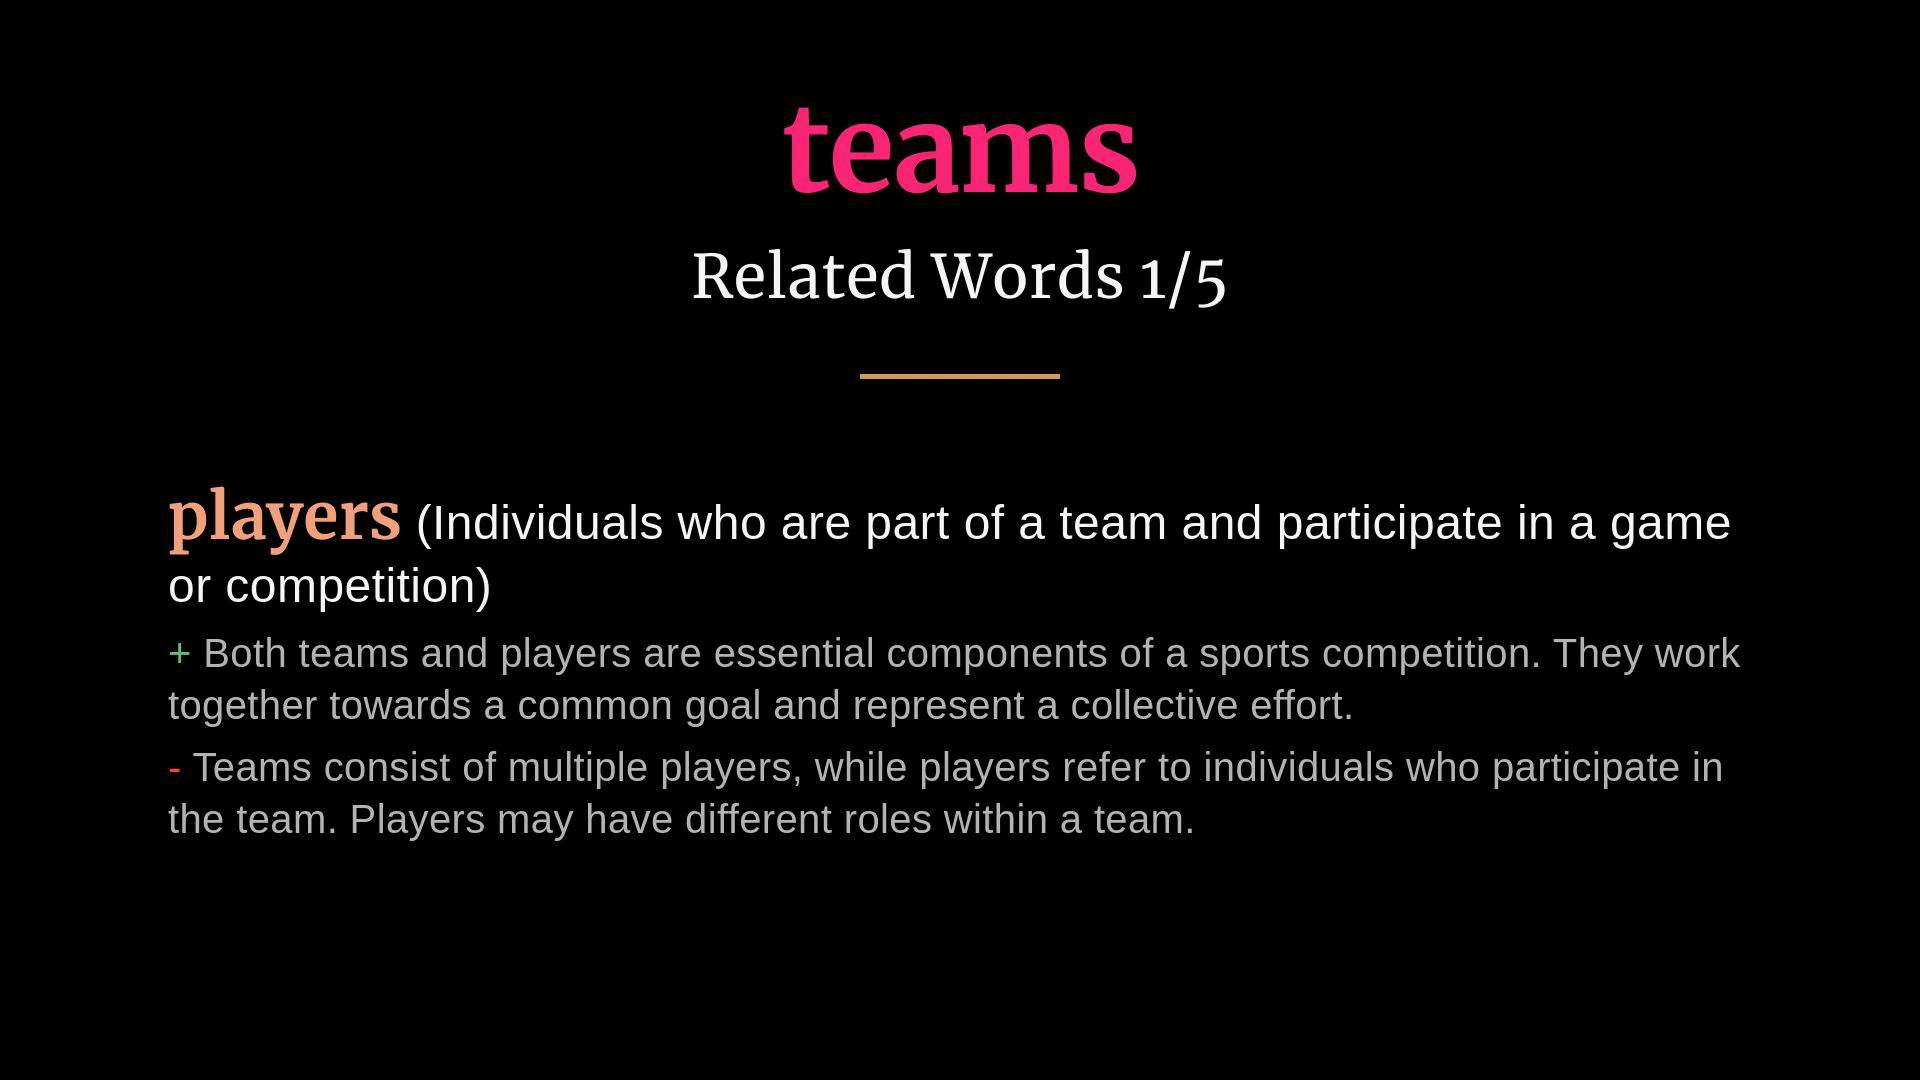 teams
Related Words 1/5
players (Individuals who are part of a team and participate in a game
or competition)
+ Both teams and players are essential components of a sports competition. They work
together towards a common goal and represent a collective effort.
- Teams consist of multiple players, while players refer to individuals who participate in
the team. Players may have different roles within a team.